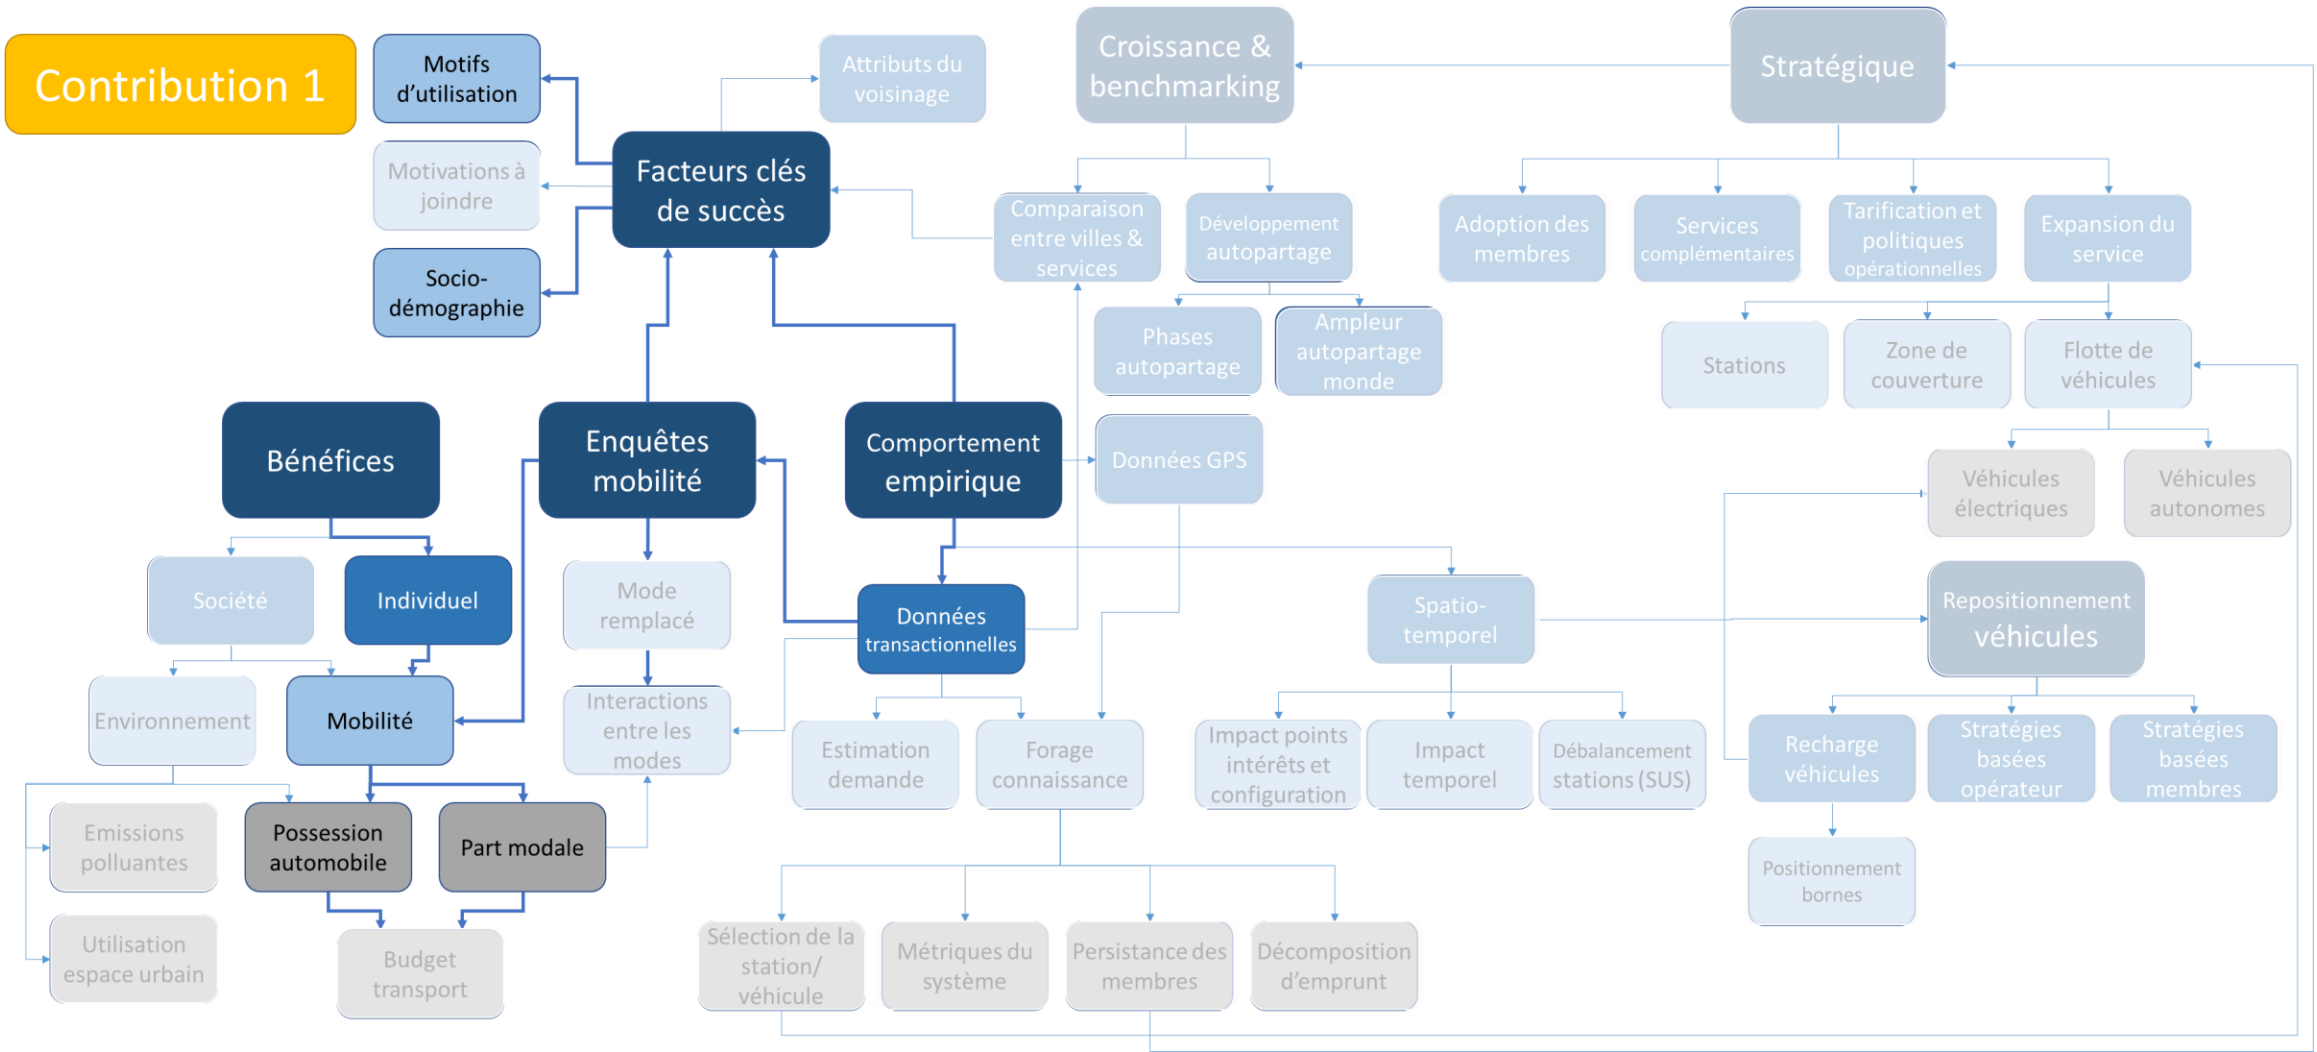 Contribution 1
Motifs
d'utilisation
Motivations à
joindre
Socio-
démographie
Facteurs clés
de succès
Attributs du
voisinage
Croissance &
benchmarking
Comparaison
entre villes &
services
Développement
autopartage
Phases
autopartage
Ampleur
autopartage
monde
Stratégique
Adoption des
membres
Services
complémentaires
Tarification et
politiques
opérationnelles
Expansion du
service
Stations
Zone de
couverture
Flotte de
véhicules
Véhicules
électriques
Véhicules
autonomes
Bénéfices
Enquêtes
mobilité
Comportement
empirique
Données GPS
Société
Individuel
Mode
remplacé
Données
transactionnelles
Spatio-
temporel
Repositionnement
véhicules
Environnement
Mobilité
Interactions
entre les
modes
Estimation
demande
Forage
connaissance
Impact points
intérêts et
configuration
Impact
temporel
Débalancement
stations (SUS)
Recharge
véhicules
Stratégies
basées
opérateur
Stratégies
basées
membres
Emissions
polluantes
Possession
automobile
Part modale
Positionnement
bornes
Utilisation
espace urbain
Budget
transport
Sélection de la
station/
véhicule
Métriques du
système
Persistance des
membres
Décomposition
d'emprunt